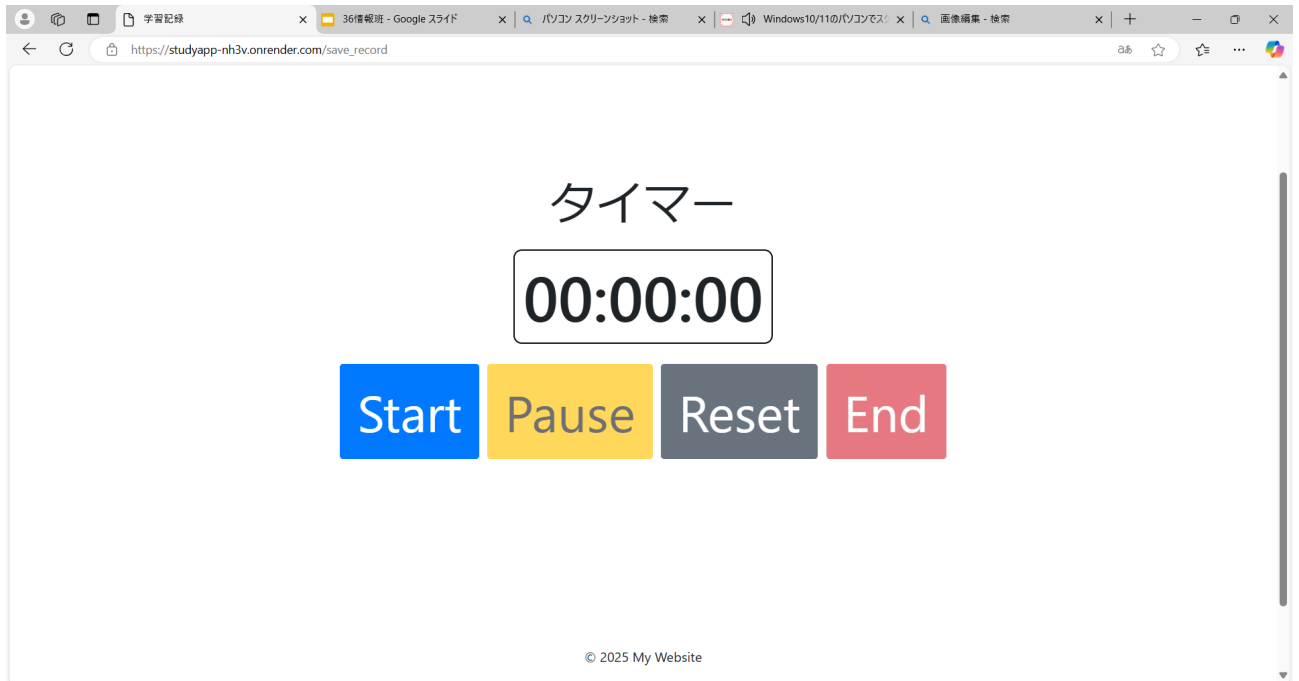 学習記録
36情報班 - Google スライド
パソコン スクリーンショット - 検索
Windows10/11のパソコンでスク
画像編集 - 検索
https://studyapp-nh3v.onrender.com/save_record
タイマー
00:00:00
Start
Pause
Reset
End
© 2025 My Website